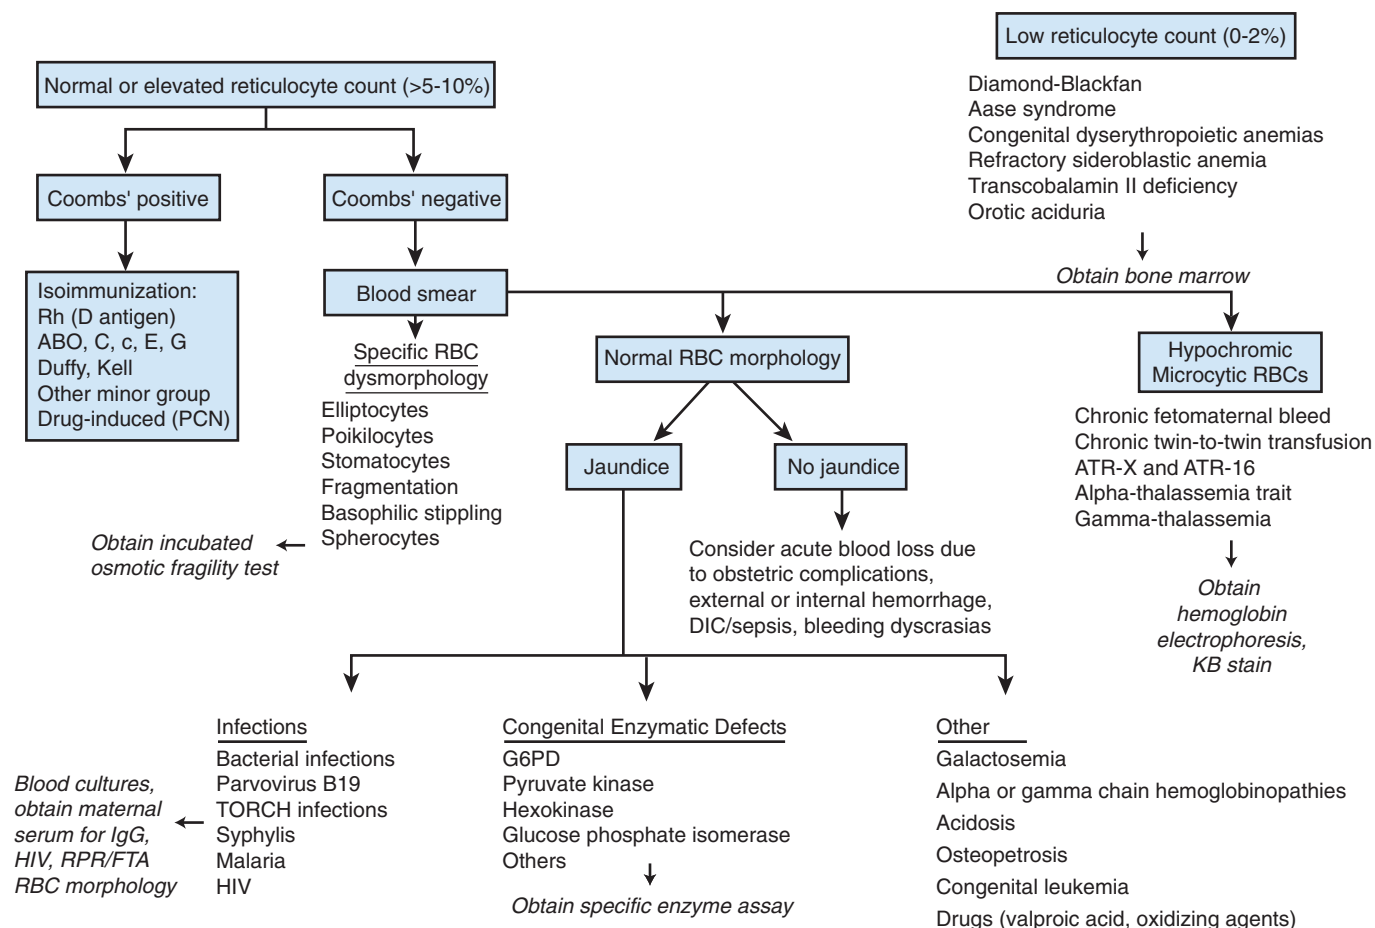 Low reticulocyte count (0-2%)
Diamond-Blackfan
Aase syndrome
Congenital dyserythropoietic anemias
Refractory sideroblastic anemia
Transcobalamin II deficiency
Orotic aciduria
Obtain bone marrow
Normal or elevated reticulocyte count (>5-10%)
Coombs' positive
Coombs' negative
Isoimmunization:
Rh (D antigen)
ABO, C, c, E, G
Duffy, Kell
Other minor group
Drug-induced (PCN)
Blood smear
Specific RBC
dysmorphology
Elliptocytes
Poikilocytes
Stomatocytes
Fragmentation
Basophilic stippling
Spherocytes
Obtain incubated
osmotic fragility test
Normal RBC morphology
Jaundice
No jaundice
Consider acute blood loss due
to obstetric complications,
external or internal hemorrhage,
DIC/sepsis, bleeding dyscrasias
Hypochromic
Microcytic RBCs
Chronic fetomaternal bleed
Chronic twin-to-twin transfusion
ATR-X and ATR-16
Alpha-thalassemia trait
Gamma-thalassemia
Obtain
hemoglobin
electrophoresis,
KB stain
Infections
Bacterial infections
Parvovirus B19
TORCH infections
Syphylis
Malaria
HIV
Blood cultures,
obtain maternal
serum for IgG,
HIV, RPR/FTA
RBC morphology
Congenital Enzymatic Defects
G6PD
Pyruvate kinase
Hexokinase
Glucose phosphate isomerase
Others
Obtain specific enzyme assay
Other
Galactosemia
Alpha or gamma chain hemoglobinopathies
Acidosis
Osteopetrosis
Congenital leukemia
Drugs (valproic acid, oxidizing agents)